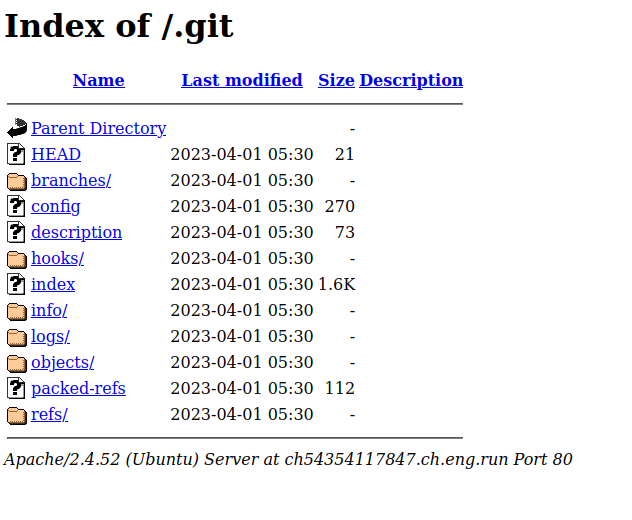 Index of /.git
Name Last modified Size Description
Parent Directory -
HEAD 2023-04-01 05:30 21
branches/ 2023-04-01 05:30 -
config 2023-04-01 05:30 270
description 2023-04-01 05:30 73
hooks/ 2023-04-01 05:30 -
index 2023-04-01 05:30 1.6K
info/ 2023-04-01 05:30 -
logs/ 2023-04-01 05:30 -
objects/ 2023-04-01 05:30 -
packed-refs 2023-04-01 05:30 112
refs/ 2023-04-01 05:30 -
Apache/2.4.52 (Ubuntu) Server at ch54354117847.ch.eng.run Port 80